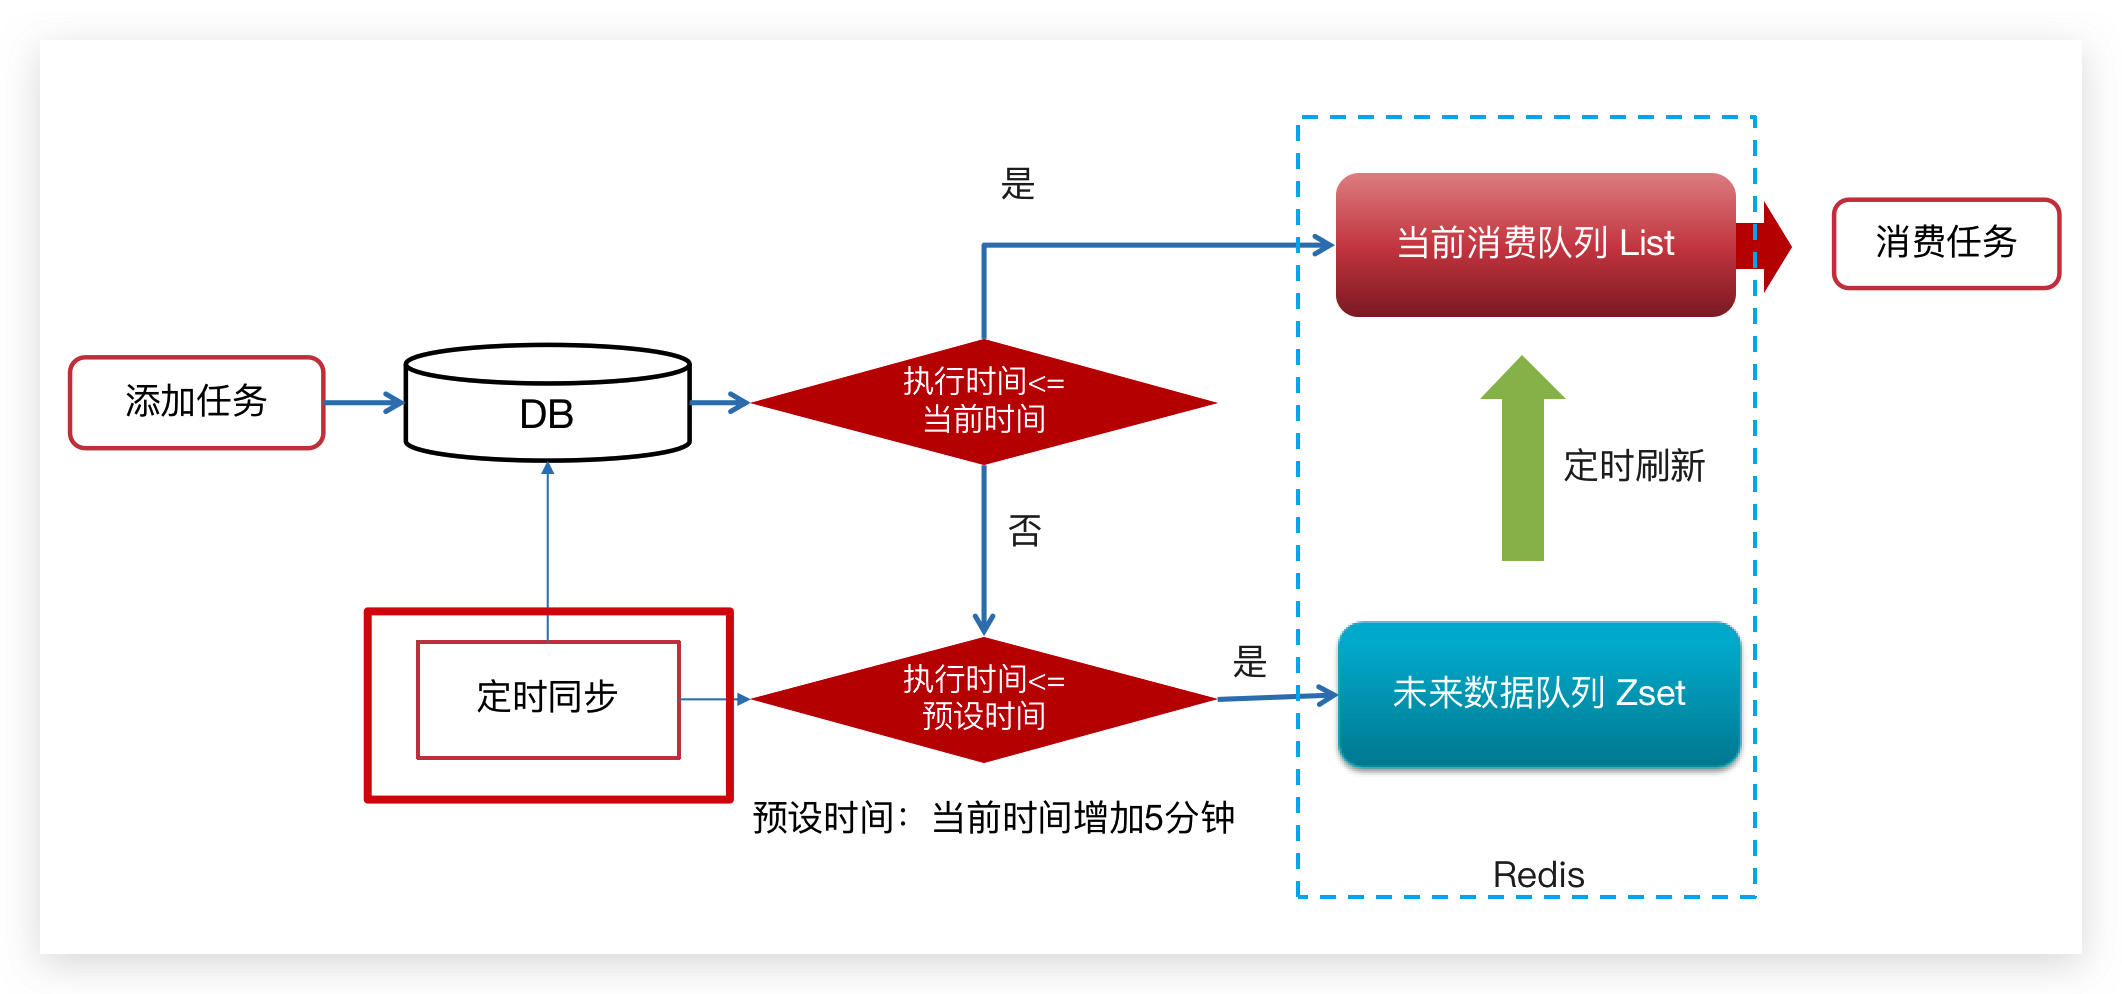 是
当前消费队列 List
消费任务
添加任务
DB
执行时间<=
当前时间
定时刷新
否
定时同步
执行时间<=
预设时间
是
未来数据队列 Zset
预设时间：当前时间增加5分钟
Redis